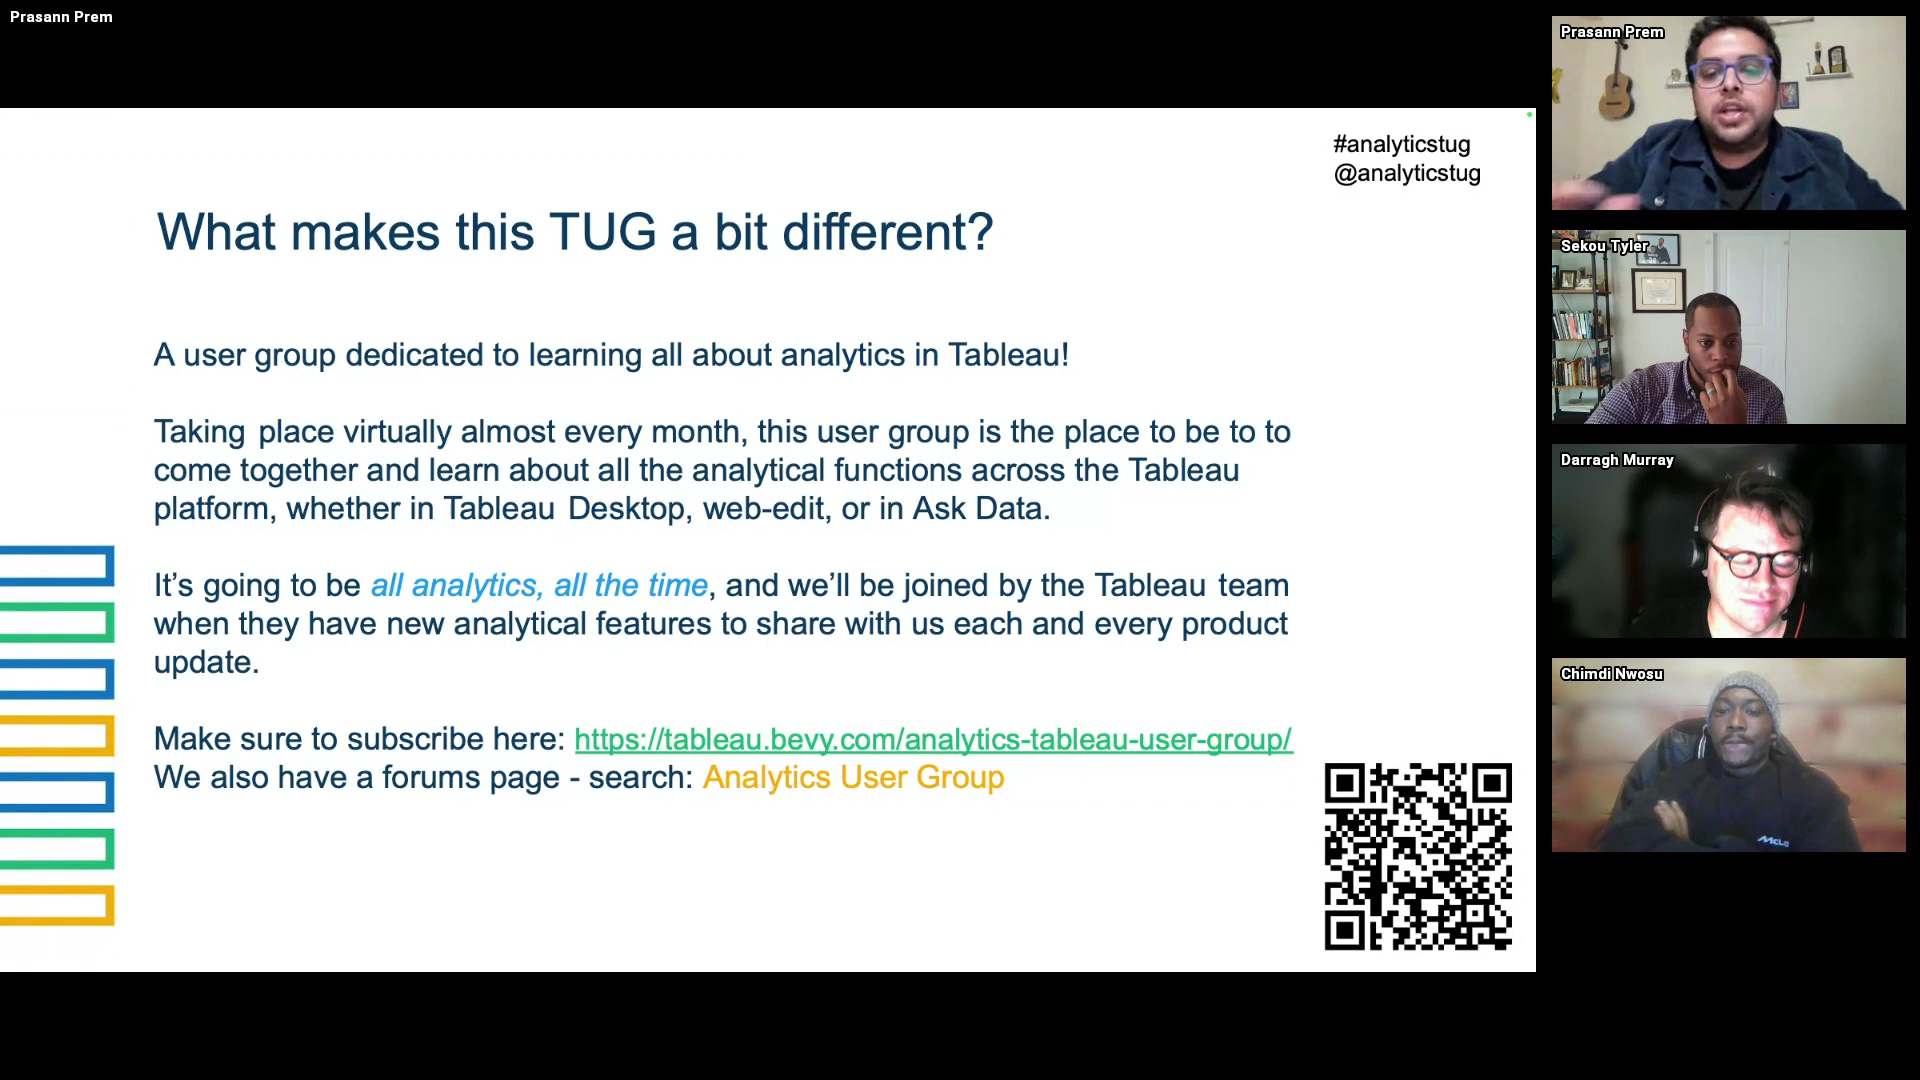 Prasann Prem
#analyticstug
@analyticstug
What makes this TUG a bit different?
A user group dedicated to learning all about analytics in Tableau!
Taking place virtually almost every month, this user group is the place to be to to
come together and learn about all the analytical functions across the Tableau
platform, whether in Tableau Desktop, web-edit, or in Ask Data.
It’s going to be all analytics, all the time, and we’ll be joined by the Tableau team
when they have new analytical features to share with us each and every product
update.
Make sure to subscribe here: https://tableau.bevy.com/analytics-tableau-user-group/
We also have a forums page - search: Analytics User Group
Prasann Prem
Sekou Tyler
Darragh Murray
Chimdi Nwosu